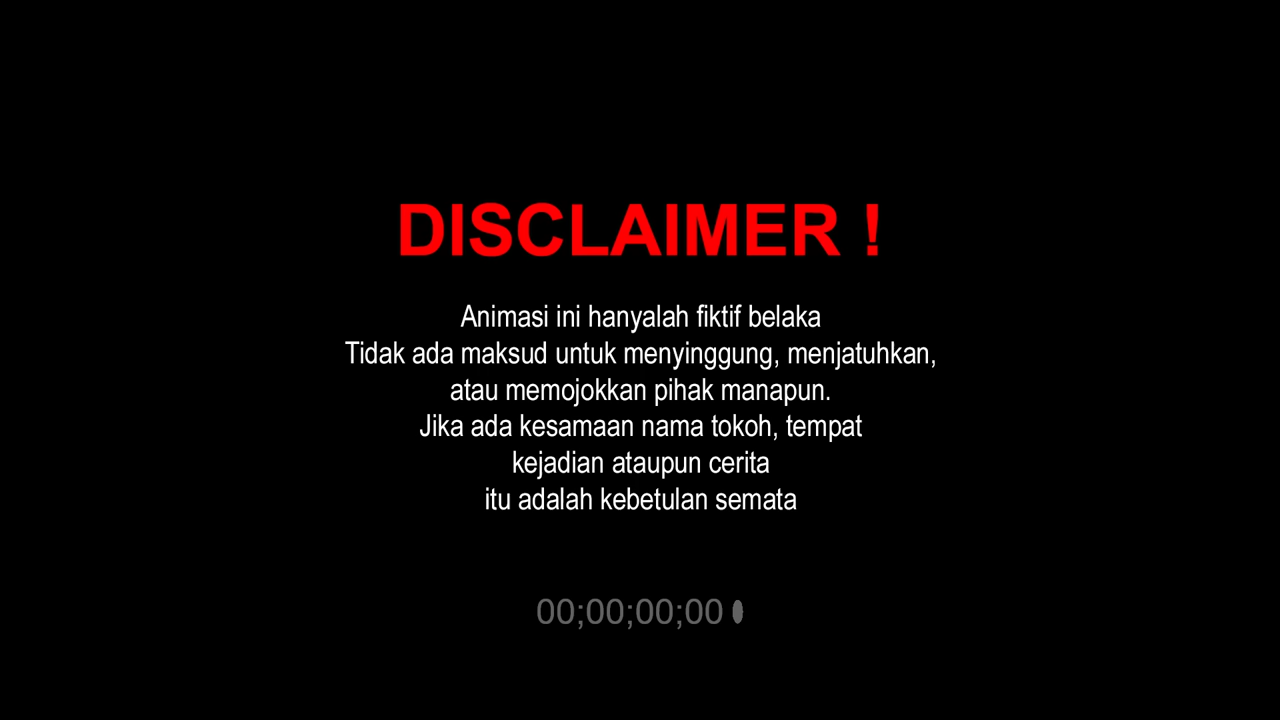 DISCLAIMER !
Animasi ini hanyalah fiktif belaka
Tidak ada maksud untuk menyinggung, menjatuhkan,
atau memojokkan pihak manapun.
Jika ada kesamaan nama tokoh, tempat
kejadian ataupun cerita
itu adalah kebetulan semata
00;00;00;00